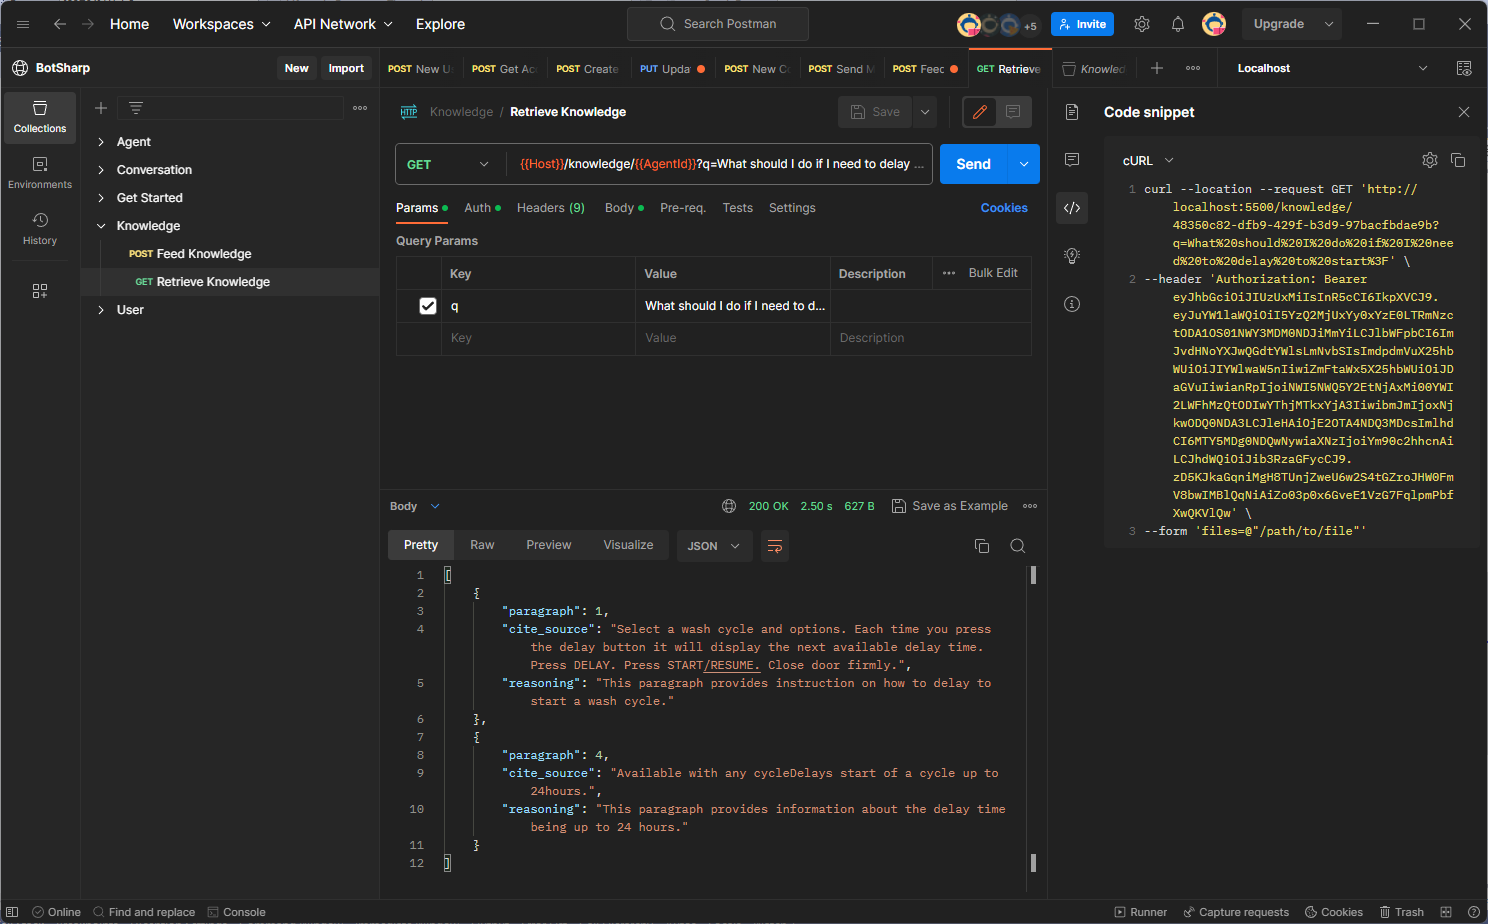 Home
Workspaces
API Network
Explore
Search Postman
+5
Invite
Upgrade
BotSharp
New
Import
POST New U
POST Get Ac
POST Create
PUT Upda
POST New C
POST Send M
POST Feed
GET Retrieve
Knowled
Localhost
Collections
Environments
History
Agent
Conversation
Get Started
Knowledge
POST Feed Knowledge
GET Retrieve Knowledge
User
HTTP
Knowledge / Retrieve Knowledge
Save
GET
{{Host}}/knowledge/{{AgentId}}?q=What should I do if I need to delay ...
Send
Params
Auth
Headers (9)
Body
Pre-req.
Tests
Settings
Cookies
Query Params
Key Value Description Bulk Edit
q What should I do if I need to d...
Key Value Description
Body
200 OK 2.50 s 627 B
Save as Example
Pretty
Raw
Preview
Visualize
JSON
1 [
2 {
3 "paragraph": 1,
4 "cite_source": "Select a wash cycle and options. Each time you press
the delay button it will display the next available delay time.
Press DELAY. Press START/RESUME. Close door firmly.",
5 "reasoning": "This paragraph provides instruction on how to delay to
start a wash cycle."
6 },
7 {
8 "paragraph": 4,
9 "cite_source": "Available with any cycleDelays start of a cycle up to
24hours.",
10 "reasoning": "This paragraph provides information about the delay time
being up to 24 hours."
11 }
12 ]
Code snippet
cURL
1 curl --location --request GET 'http://
localhost:5500/knowledge/
48350c82-dfb9-429f-b3d9-97bacfbdae9b?
q=What%20should%20I%20do%20if%20I%20nee
d%20to%20delay%20to%20start%3F' \
2 --header 'Authorization: Bearer
eyJhbGciOiJIUzUxMiIsInR5cCI6IkpXVCJ9.
3 --form 'files=@"/path/to/file"'
Online
Find and replace
Console
Runner
Capture requests
Cookies
Trash